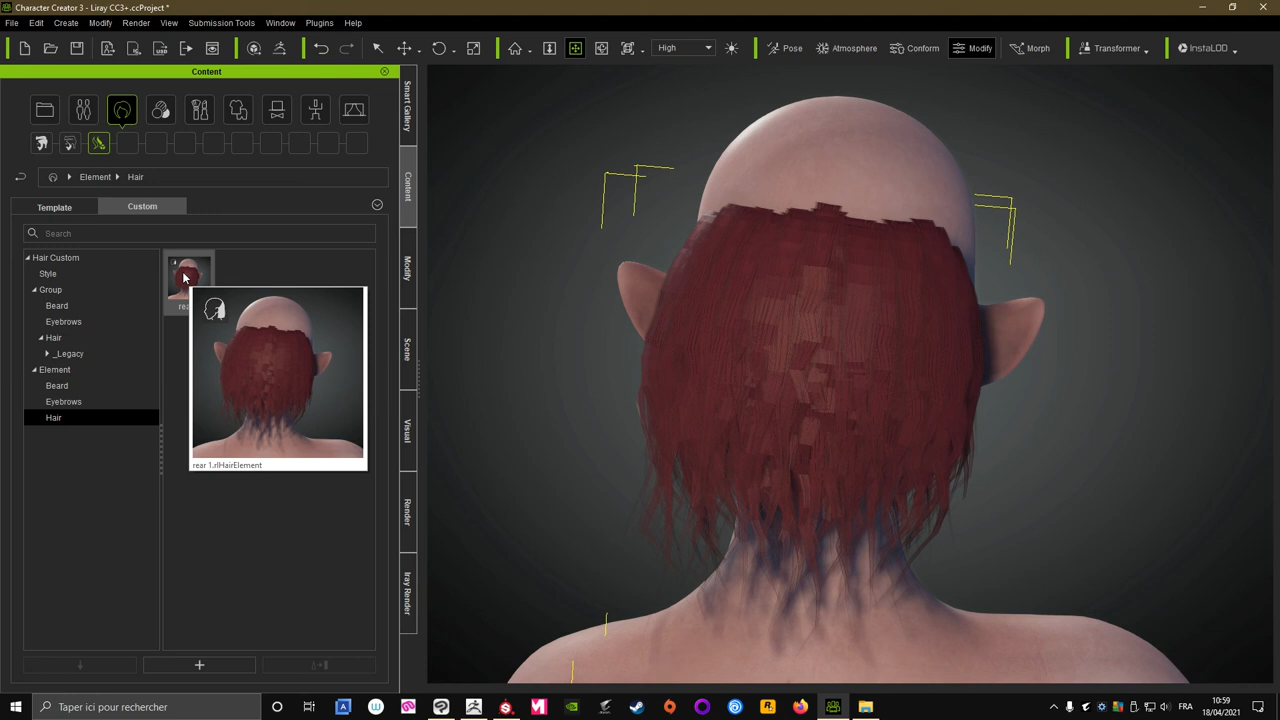 Character Creator 3 - Liray CC3+.ccProject *
File Edit Create Modify Render View Submission Tools Window Plugins Help
High
Pose
Atmosphere
Conform
Modify
Morph
Transformer
InstaLOD
Content
Element
Hair
Template
Custom
Search
Hair Custom
Style
Group
Beard
Eyebrows
Hair
_Legacy
Element
Beard
Eyebrows
Hair
rear 1.rlHairElement
Smart Gallery
Content
Modify
Scene
Visual
Render
Iray Render
Taper ici pour rechercher
FRA
10:59
18/04/2021